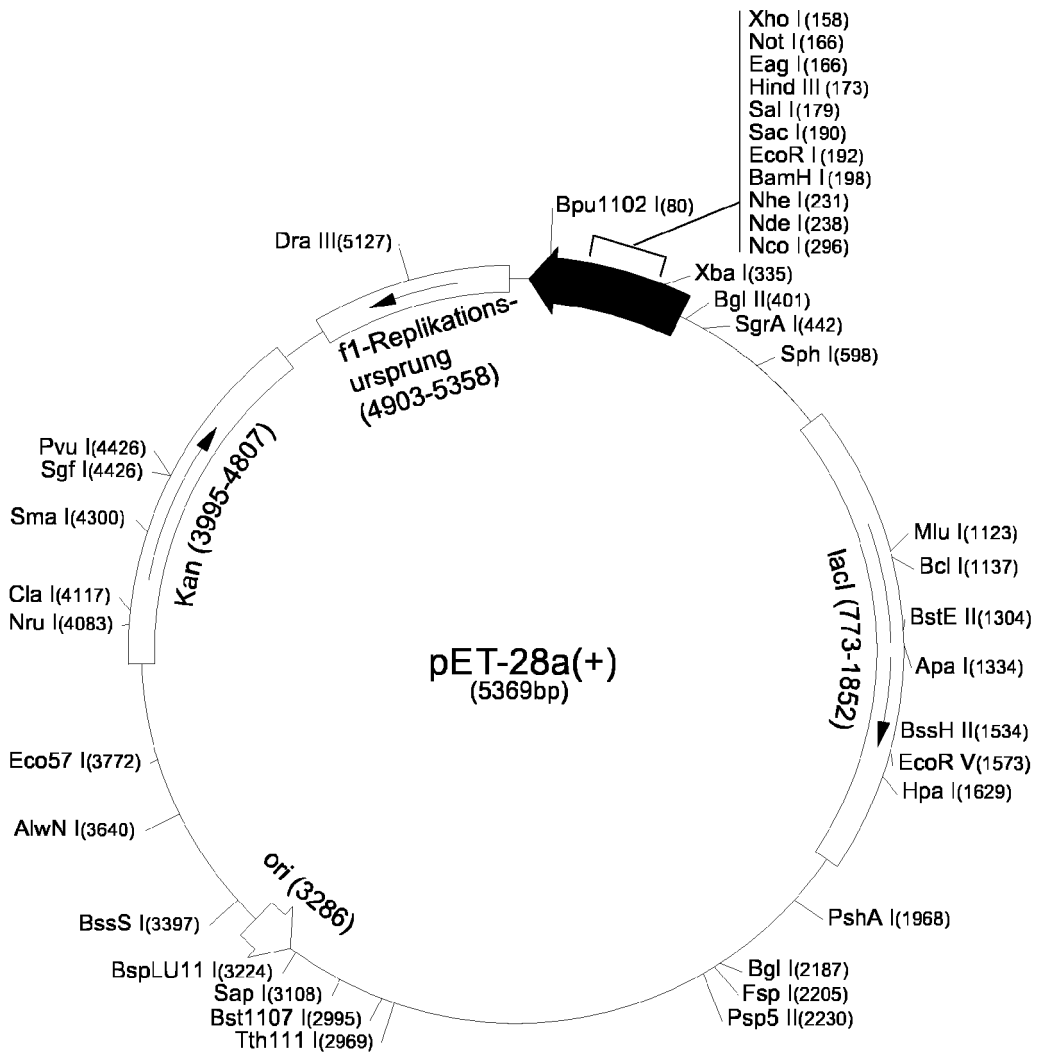 Xho I(158)
Not I(166)
Eag I(166)
Hind III(173)
Sal I(179)
Sac I(190)
EcoR I(192)
BamH I(198)
Nhe I(231)
Nde I(238)
Nco I(296)
Bpu1102 I(80)
Dra III(5127)
Xba I(335)
Bgl II(401)
SgrA I(442)
Sph I(598)
f1-Replikations-
ursprung
(4903-5358)
Pvu I(4426)
Sgf I(4426)
Sma I(4300)
Cla I(4117)
Nru I(4083)
Kan (3995-4807)
lacI (773-1852)
Mlu I(1123)
Bcl I(1137)
BstE II(1304)
Apa I(1334)
BssH II(1534)
EcoR V(1573)
Hpa I(1629)
pET-28a(+)
(5369bp)
Eco57 I(3772)
AlwN I(3640)
ori (3286)
BssS I(3397)
BspLU11 I(3224)
Sap I(3108)
Bst1107 I(2995)
Tth111 I(2969)
PshA I(1968)
Bgl I(2187)
Fsp I(2205)
Psp5 II(2230)